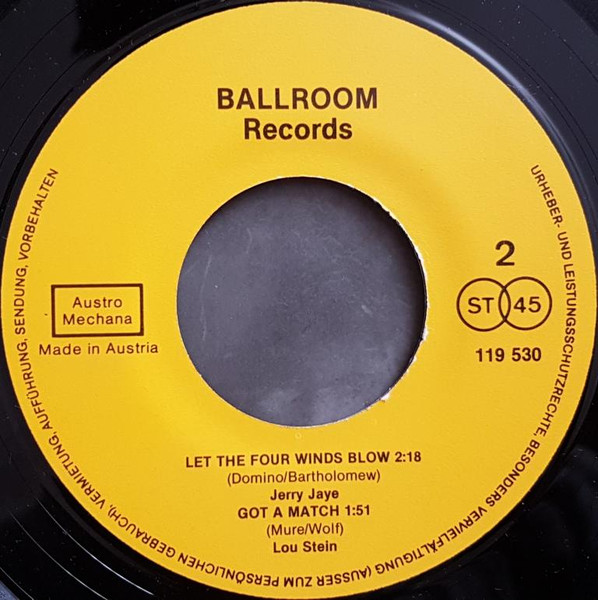 BALLROOM
Records
URHEBER- UND LEISTUNGSSCHUTZRECHTE, BESONDERS VERVIELFÄLTIGUNG (AUSSER ZUM PERSÖNLICHEN GEBRAUCH), VERMIETUNG, AUFFÜHRUNG, SENDUNG, VORBEHALTEN
Austro
Mechana
Made in Austria
2
ST 45
119 530
LET THE FOUR WINDS BLOW 2:18
(Domino/Bartholomew)
Jerry Jaye
GOT A MATCH 1:51
(Mure/Wolf)
Lou Stein